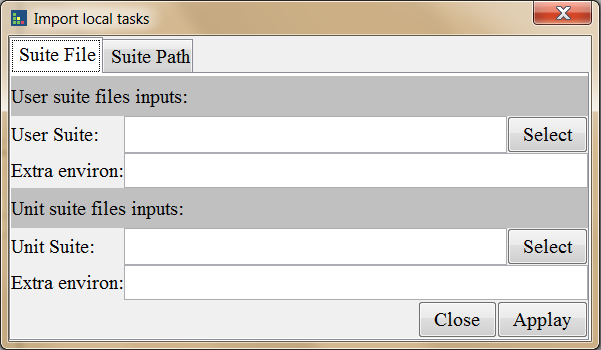 Import local tasks
Suite File Suite Path
User suite files inputs:
User Suite: Select
Extra environ:
Unit suite files inputs:
Unit Suite: Select
Extra environ:
Close Applay